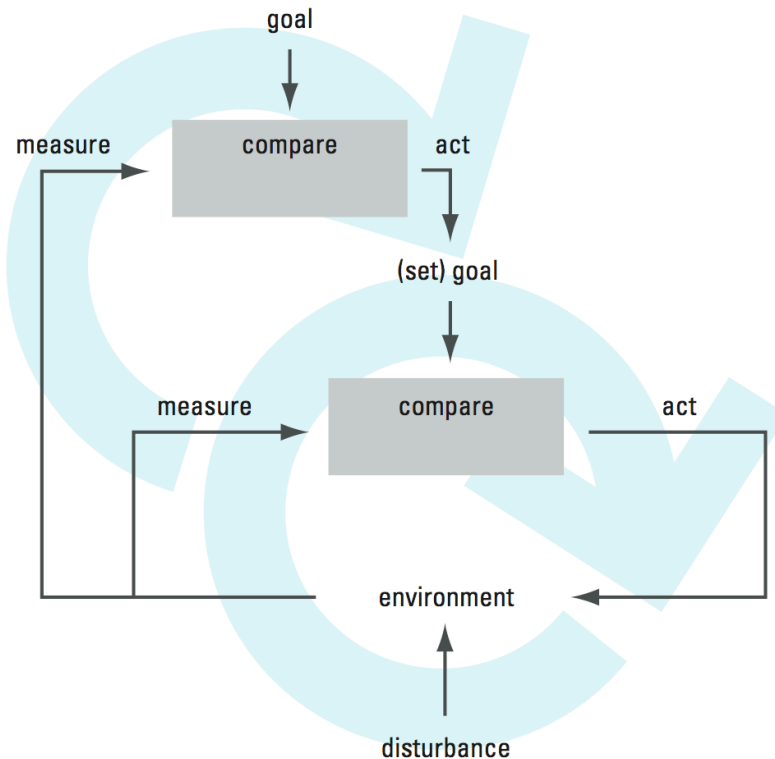 goal
measure
compare
act
(set) goal
measure
compare
act
environment
disturbance